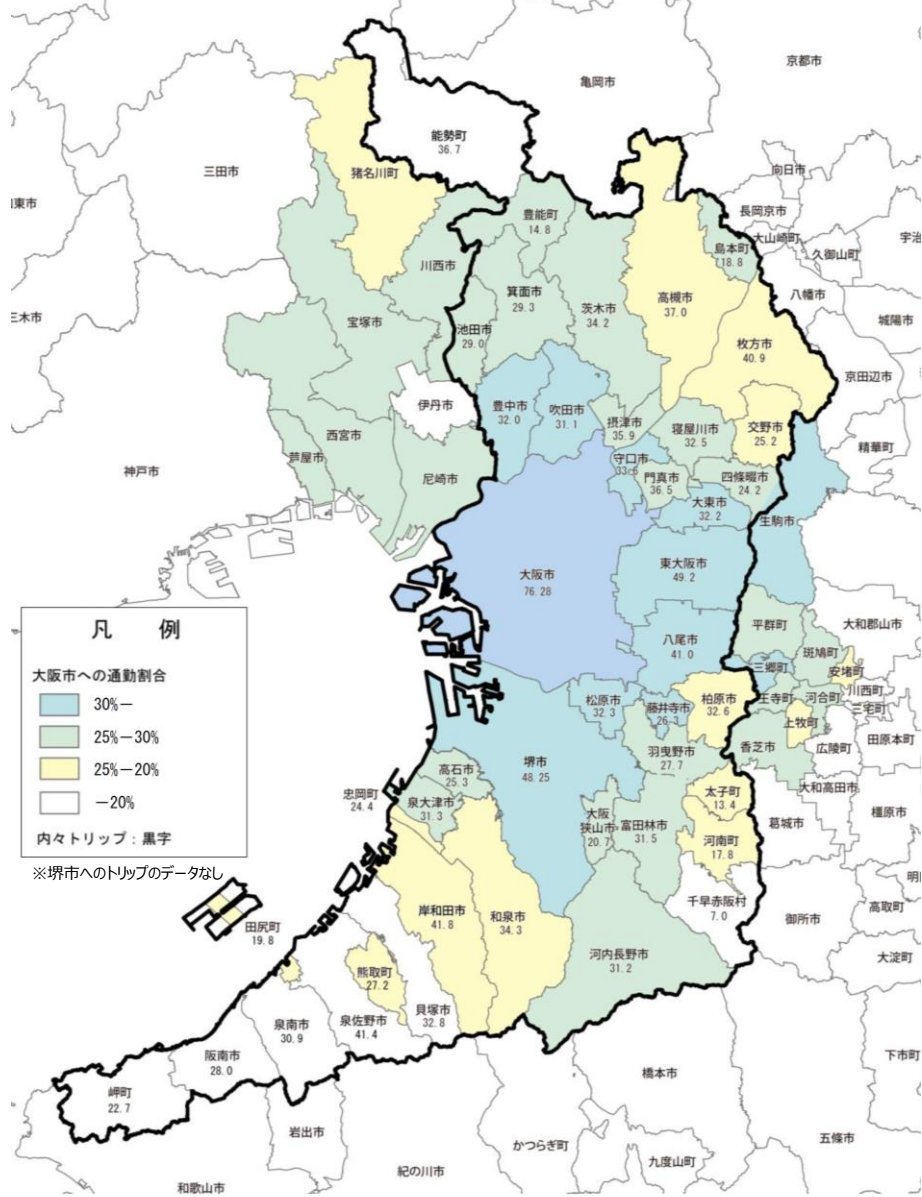 京都市
亀岡市
能勢町
36.7
三田市
猪名川町
向日市
長岡京市
豊能町
14.8
大山崎町
島本町
18.8
久御山町
川西市
八幡市
箕面市
29.3
茨木市
34.2
高槻市
37.0
城陽市
三木市
宝塚市
池田市
29.0
枚方市
40.9
京田辺市
伊丹市
豊中市
32.0
吹田市
31.1
摂津市
35.9
寝屋川市
32.5
交野市
25.2
西宮市
精華町
芦屋市
守口市
33.6
神戸市
尼崎市
門真市
36.5
四條畷市
24.2
大東市
32.2
生駒市
大阪市
76.28
東大阪市
49.2
凡 例
大阪市への通勤割合
30%−
25%−30%
25%−20%
−20%
内々トリップ:黒字
※堺市へのトリップのデータなし
平群町
大和郡山市
八尾市
41.0
斑鳩町
三郷町
安堵町
松原市
32.3
藤井寺市
26.3
柏原市
32.6
王寺町
河合町
川西町
三宅町
上牧町
田原本町
羽曳野市
27.7
香芝市
広陵町
堺市
48.25
高石市
25.3
忠岡町
24.4
泉大津市
31.3
太子町
13.4
大和高田市
大阪
狭山市
20.7
富田林市
31.5
葛城市
橿原市
河南町
17.8
千早赤阪村
7.0
岸和田市
41.8
和泉市
34.3
御所市
高取町
田尻町
19.8
河内長野市
31.2
大淀町
熊取町
27.2
貝塚市
32.8
泉南市
30.9
泉佐野市
41.4
阪南市
28.0
下市町
橋本市
岬町
22.7
岩出市
かつらぎ町
五條市
九度山町
紀の川市
和歌山市